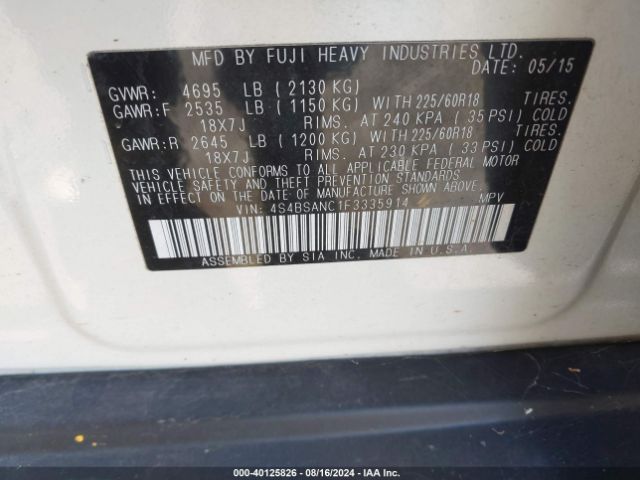 MFD BY FUJI HEAVY INDUSTRIES LTD.
DATE: 05/15
GVWR: 4695 LB (2130 KG)
GAWR:F 2535 LB (1150 KG) WITH 225/60R18 TIRES.
18X7J RIMS. AT 240 KPA (35 PSI) COLD
GAWR:R 2645 LB (1200 KG) WITH 225/60R18 TIRES.
18X7J RIMS. AT 230 KPA (33 PSI) COLD
THIS VEHICLE CONFORMS TO ALL APPLICABLE FEDERAL MOTOR
VEHICLE SAFETY AND THEFT PREVENTION STANDARDS
IN EFFECT ON THE DATE OF MANUFACTURE SHOWN ABOVE.
VIN: 4S4BSANC1F3335914 MPV
ASSEMBLED BY SIA INC. MADE IN U.S.A.
000-40125826 - 08/16/2024 - IAA Inc.